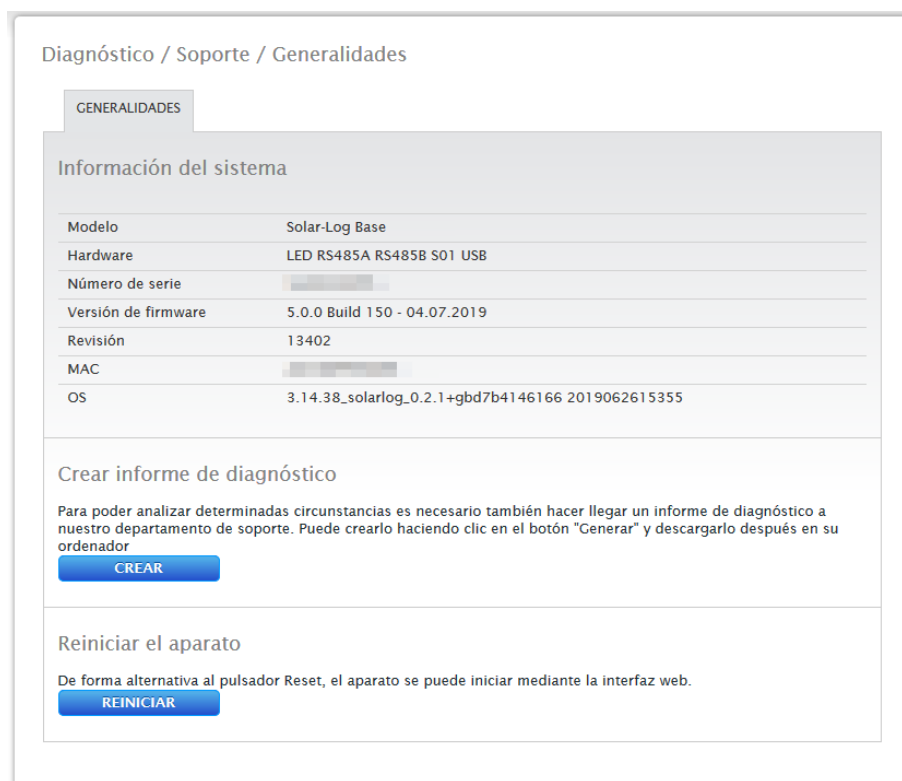 Diagnóstico / Soporte / Generalidades
GENERALIDADES
Información del sistema
Modelo Solar-Log Base
Hardware LED RS485A RS485B S01 USB
Número de serie
Versión de firmware 5.0.0 Build 150 - 04.07.2019
Revisión 13402
MAC
OS 3.14.38_solarlog_0.2.1+gbd7b4146166 2019062615355
Crear informe de diagnóstico
Para poder analizar determinadas circunstancias es necesario también hacer llegar un informe de diagnóstico a
nuestro departamento de soporte. Puede crearlo haciendo clic en el botón "Generar" y descargarlo después en su
ordenador
CREAR
Reiniciar el aparato
De forma alternativa al pulsador Reset, el aparato se puede iniciar mediante la interfaz web.
REINICIAR